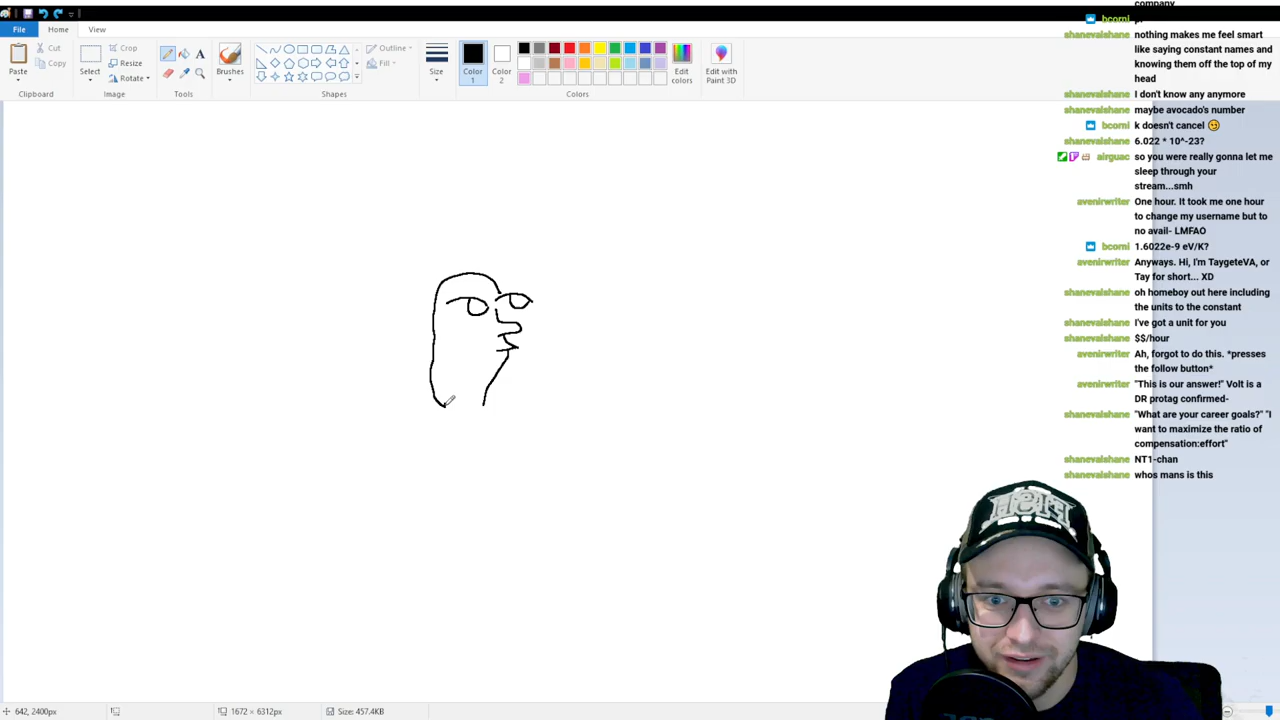 File
Home
View
Paste
Cut
Copy
Clipboard
Select
Crop
Resize
Rotate
Image
A
Tools
Brushes
Outline
Fill
Shapes
Size
Color
1
Color
2
Edit
colors
Colors
Edit with
Paint 3D
company
bcorni p.
shanevalshane nothing makes me feel smart
like saying constant names and
knowing them off the top of my
head
shanevalshane I don't know any anymore
shanevalshane maybe avocado's number
bcorni k doesn't cancel
shanevalshane 6.022 * 10^-23?
airguac so you were really gonna let me
sleep through your
stream...smh
avenirwriter One hour. It took me one hour
to change my username but to
no avail- LMFAO
bcorni 1.6022e-9 eV/K?
avenirwriter Anyways. Hi, I'm TaygeteVA, or
Tay for short... XD
shanevalshane oh homeboy out here including
the units to the constant
shanevalshane I've got a unit for you
shanevalshane $$/hour
avenirwriter Ah, forgot to do this. *presses
the follow button*
avenirwriter "This is our answer!" Volt is a
DR protag confirmed-
shanevalshane "What are your career goals?" "I
want to maximize the ratio of
compensation:effort"
shanevalshane NT1-chan
shanevalshane whos mans is this
642, 2400px
1672 × 6312px
Size: 457.4KB